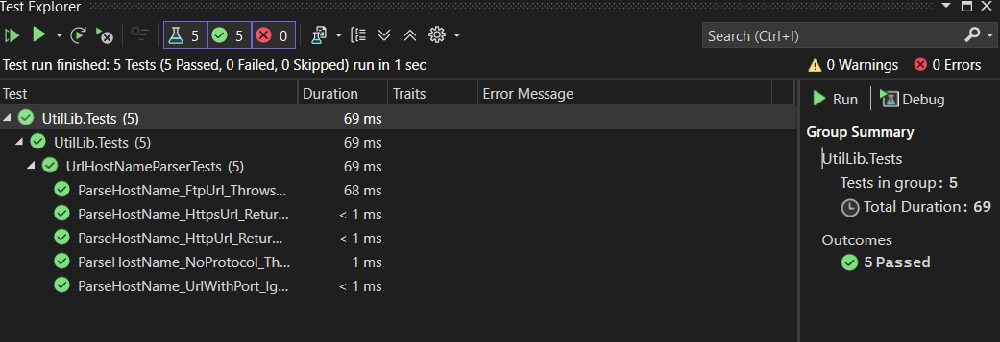 Test Explorer
5 5 0
Search (Ctrl+I)
Test run finished: 5 Tests (5 Passed, 0 Failed, 0 Skipped) run in 1 sec
0 Warnings 0 Errors
Test Duration Traits Error Message
UtilLib.Tests (5) 69 ms
UtilLib.Tests (5) 69 ms
UrlHostNameParserTests (5) 69 ms
ParseHostName_FtpUrl_Throws... 68 ms
ParseHostName_HttpsUrl_Retur... < 1 ms
ParseHostName_HttpUrl_Retur... < 1 ms
ParseHostName_NoProtocol_Th... 1 ms
ParseHostName_UrlWithPort_Ig... < 1 ms
Run Debug
Group Summary
UtilLib.Tests
Tests in group: 5
Total Duration: 69
Outcomes
5 Passed